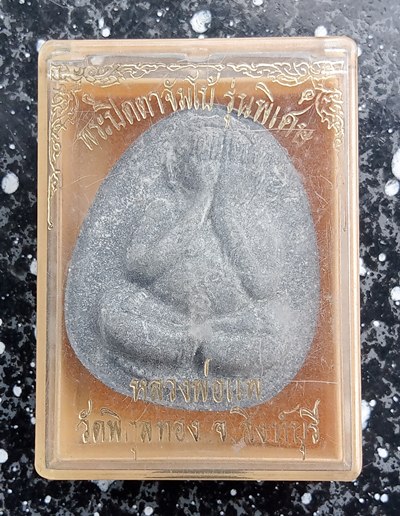 พระปิดตาจัมโบ้ รุ่นพิเศษ
หลวงพ่อแพ
วัดพิกุลทอง จ.สิงห์บุรี